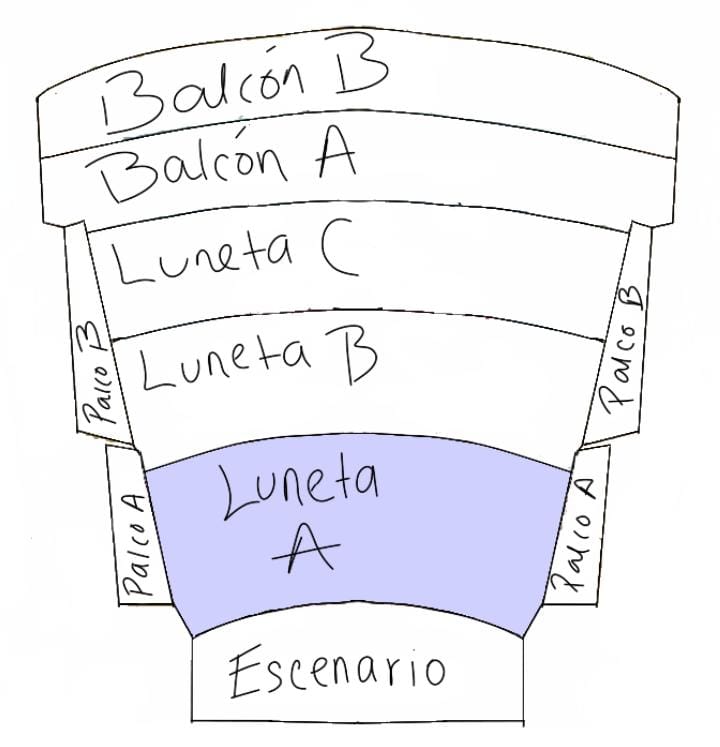 Balcón B
Balcón A
Luneta C
Palco B
Palco B
Luneta B
Luneta
A
Palco A
Palco A
Escenario